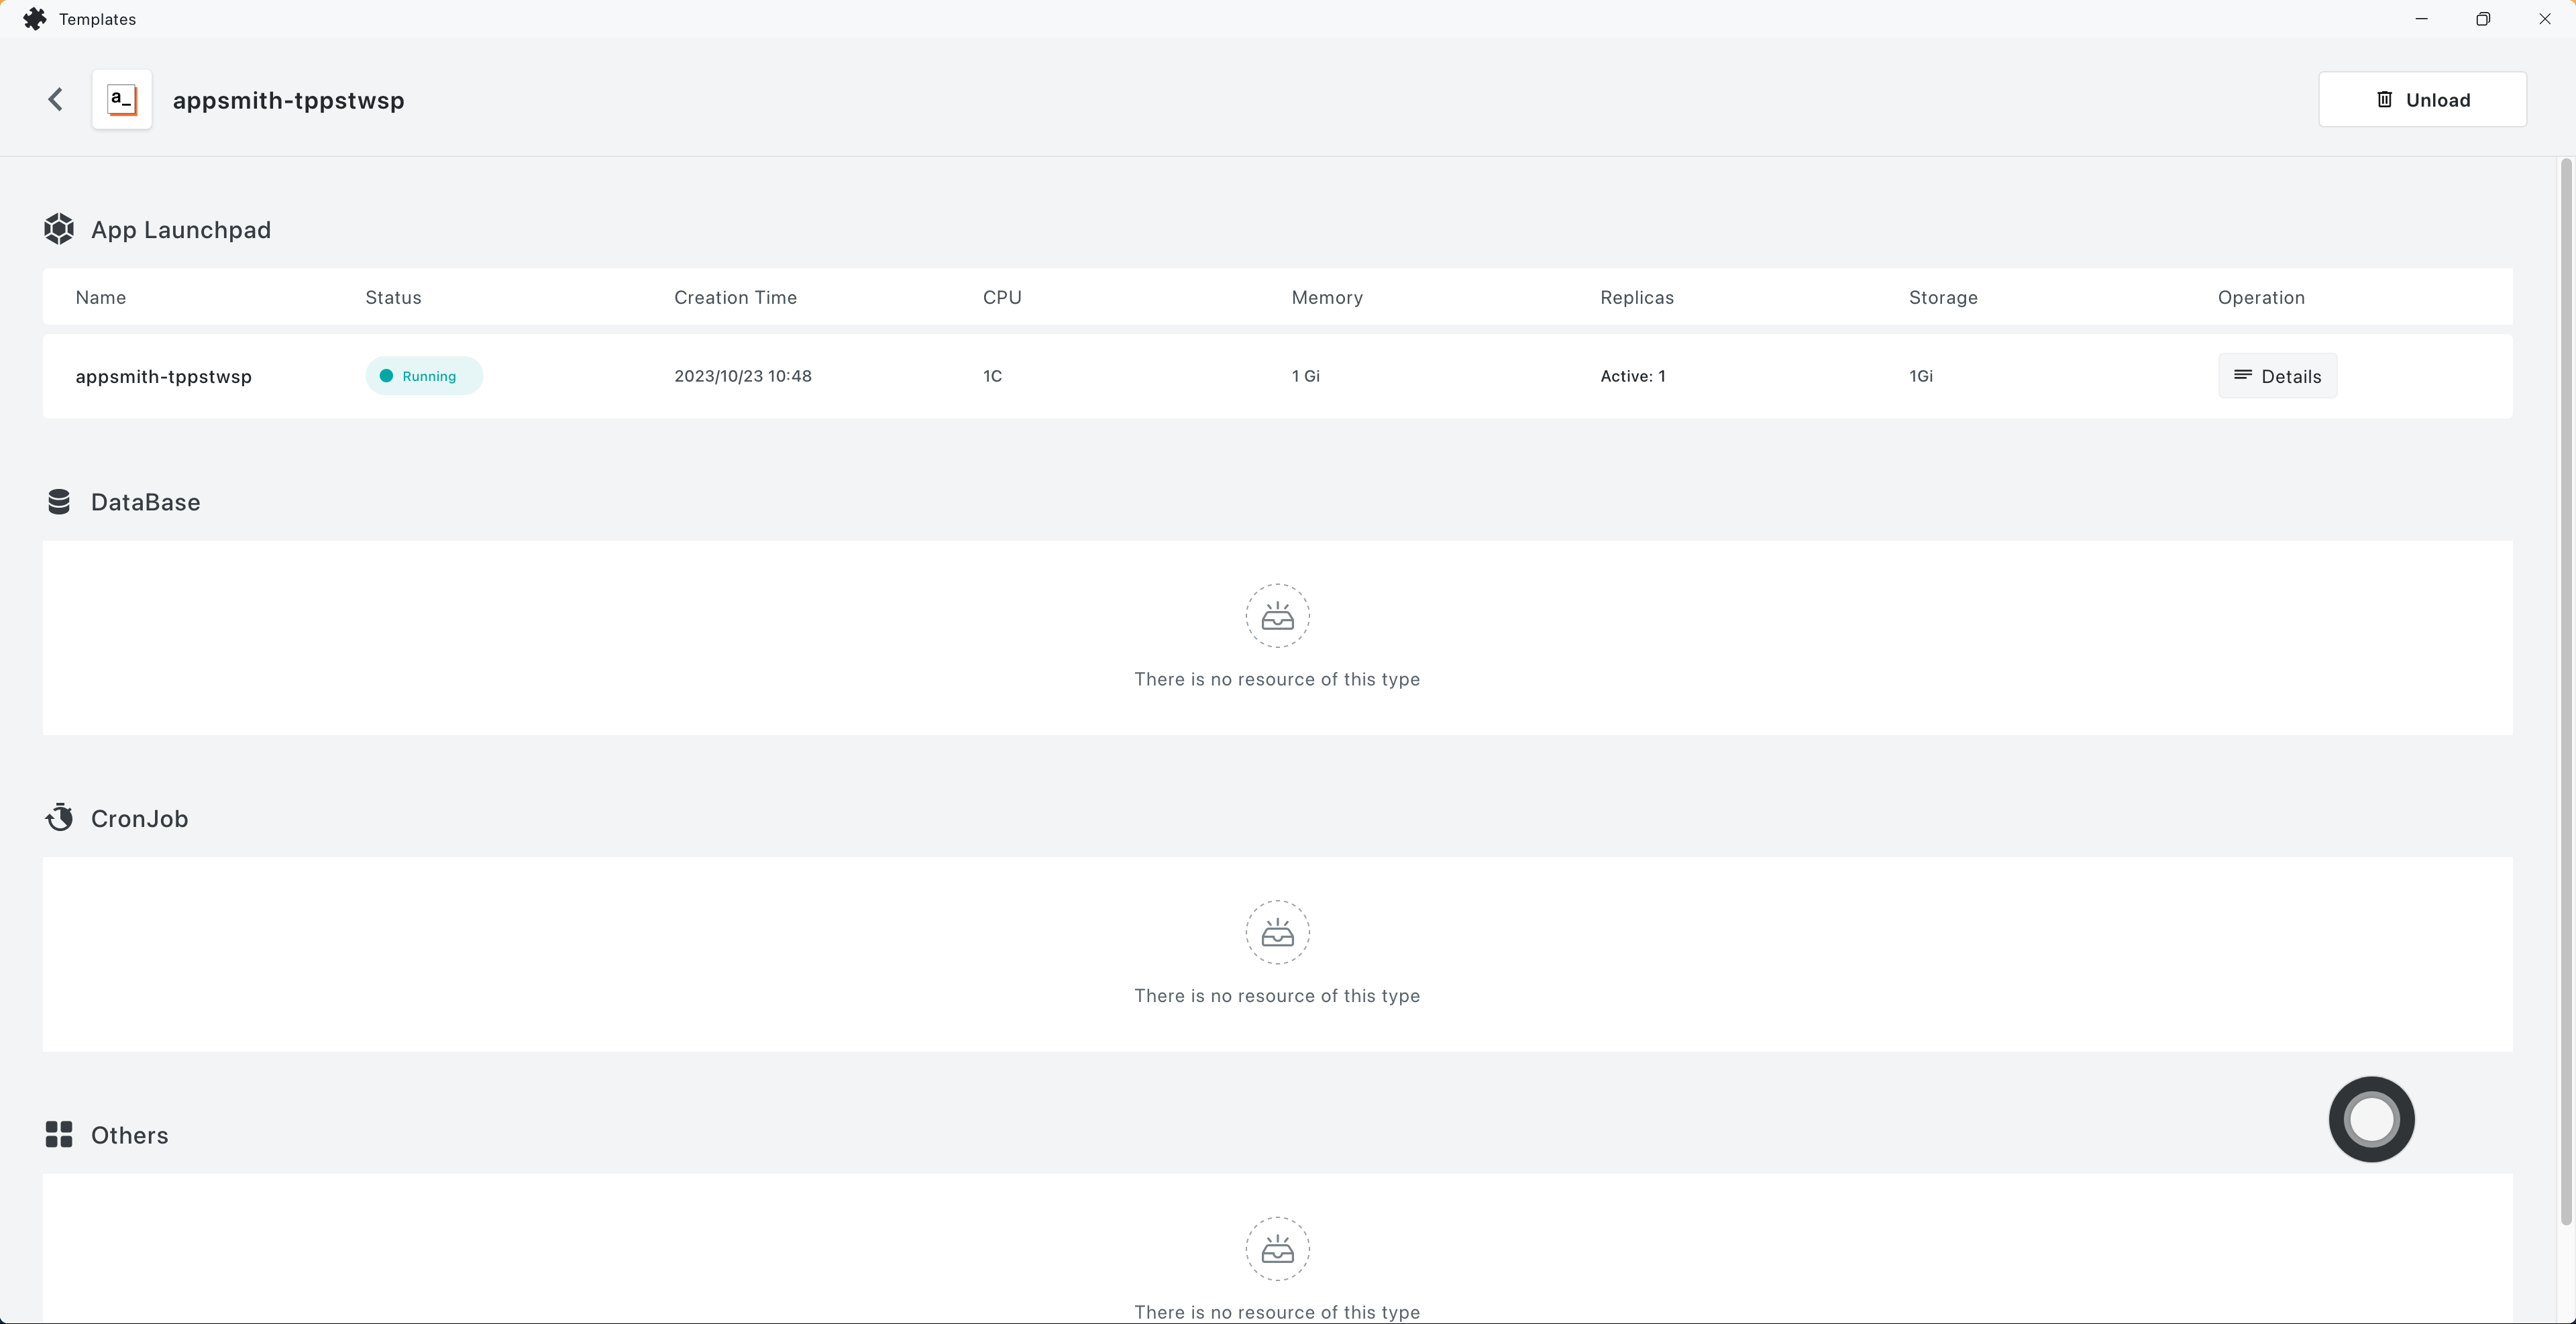 Templates
a_
appsmith-tppstwsp
Unload
App Launchpad
Name Status Creation Time CPU Memory Replicas Storage Operation
appsmith-tppstwsp Running 2023/10/23 10:48 1C 1 Gi Active: 1 1Gi Details
DataBase
There is no resource of this type
CronJob
There is no resource of this type
Others
There is no resource of this type